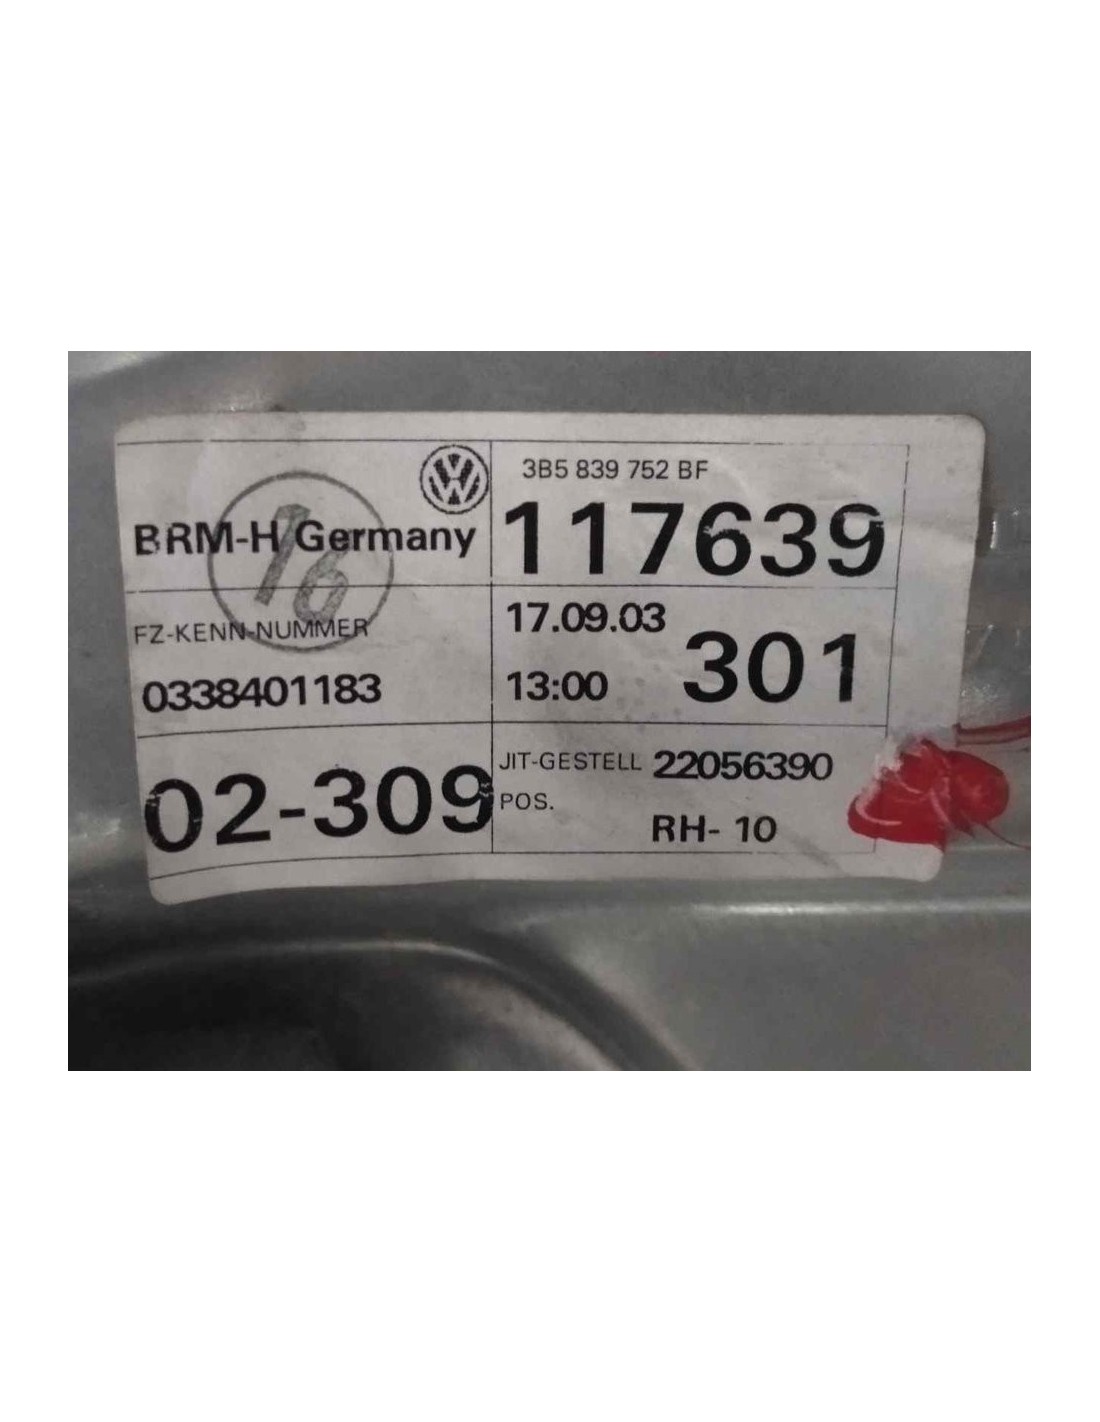 3B5 839 752 BF
BRM-H Germany
117639
16
FZ-KENN-NUMMER
0338401183
17.09.03
13:00
301
02-309
JIT-GESTELL 22056390
POS.
RH- 10